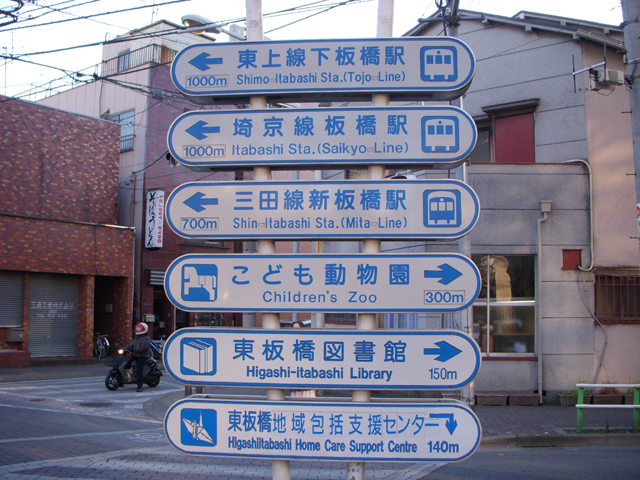 東上線下板橋駅
1000m Shimo-Itabashi Sta.(Tojo-Line)
埼京線板橋駅
1000m Itabashi Sta.(Saikyo-Line)
三田線新板橋駅
700m Shin-Itabashi Sta.(Mita-Line)
こども動物園
Children's Zoo 300m
東板橋図書館
Higashi-itabashi Library 150m
東板橋地域包括支援センター
Higashiitabashi Home Care Support Centre 140m